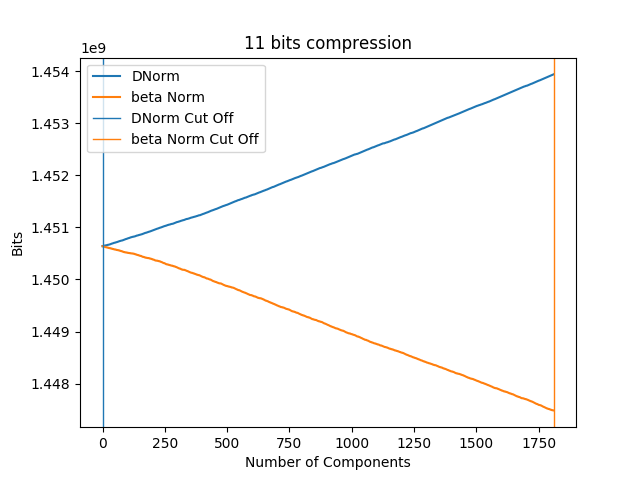 11 bits compression
1e9
1.454
1.453
1.452
1.451
1.450
1.449
1.448
Bits
DNorm
beta Norm
DNorm Cut Off
beta Norm Cut Off
0 250 500 750 1000 1250 1500 1750
Number of Components